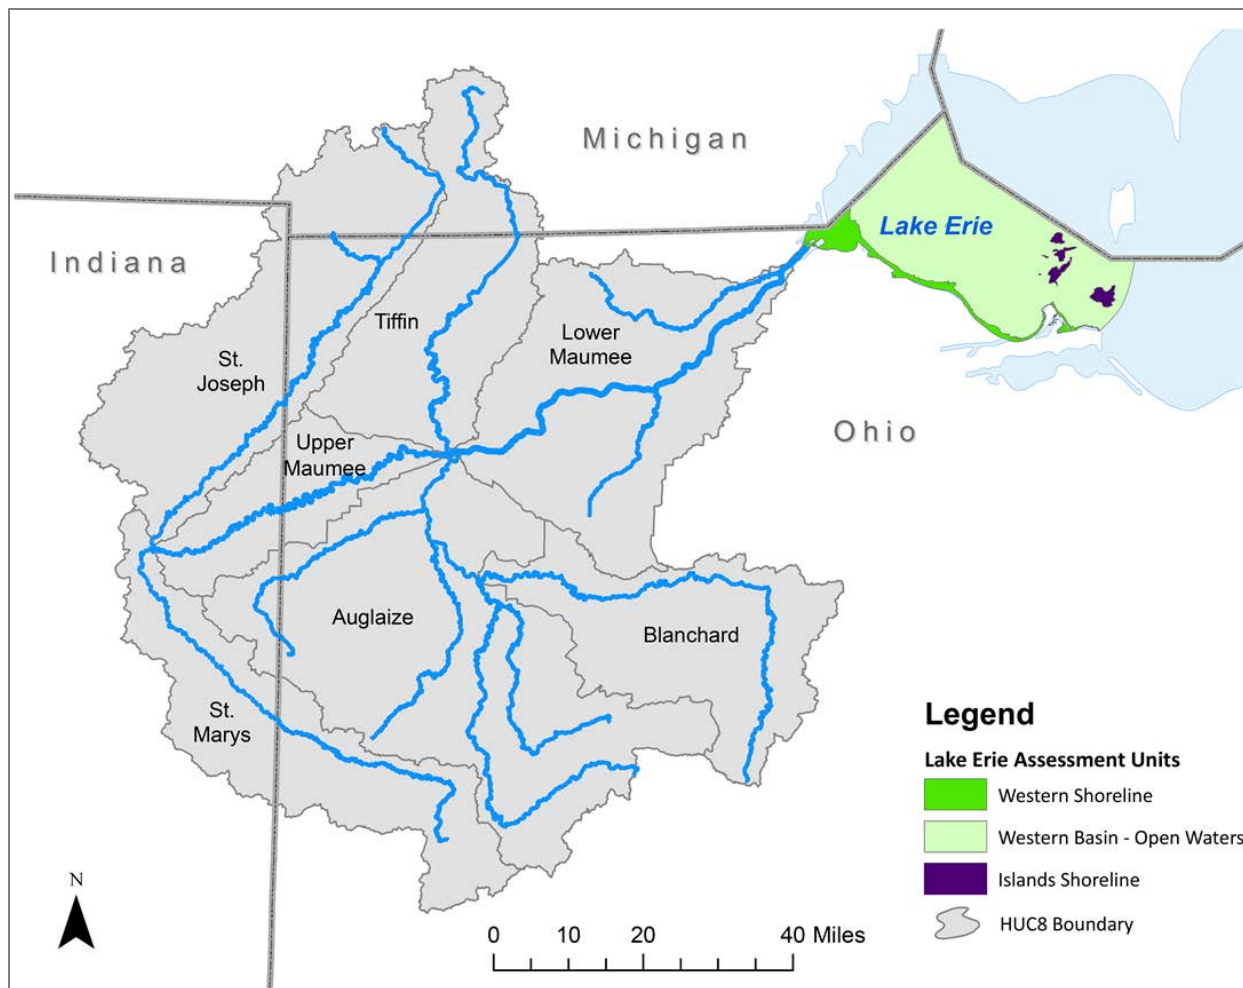 Michigan
Lake Erie
Indiana
Tiffin
Lower
Maumee
St.
Joseph
Ohio
Upper
Maumee
Auglaize
Blanchard
St.
Marys
Legend
Lake Erie Assessment Units
Western Shoreline
Western Basin - Open Waters
Islands Shoreline
HUC8 Boundary
N
0 10 20 40 Miles